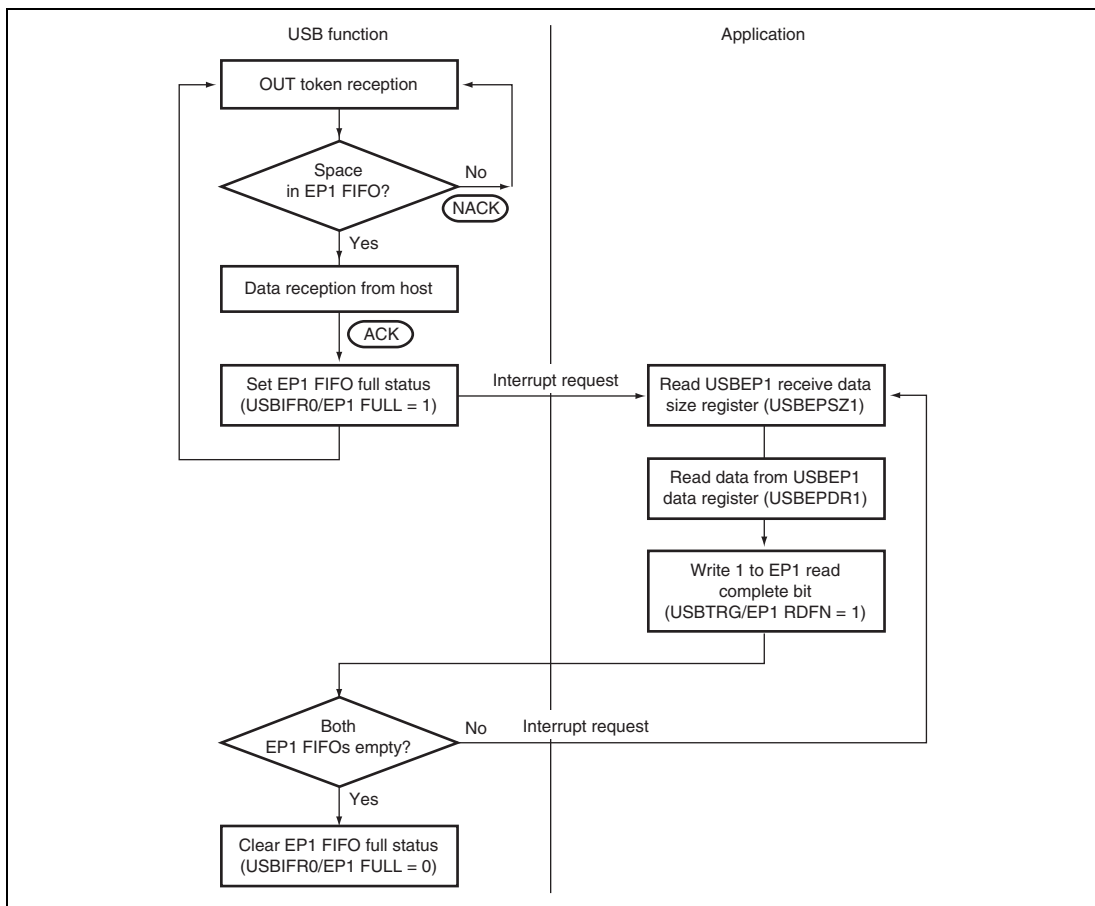 USB function
Application
OUT token reception
Space
in EP1 FIFO?
No
NACK
Yes
Data reception from host
ACK
Set EP1 FIFO full status
(USBIFR0/EP1 FULL = 1)
Interrupt request
Read USBEP1 receive data
size register (USBEPSZ1)
Read data from USBEP1
data register (USBEPDR1)
Write 1 to EP1 read
complete bit
(USBTRG/EP1 RDFN = 1)
Both
EP1 FIFOs empty?
No
Interrupt request
Yes
Clear EP1 FIFO full status
(USBIFR0/EP1 FULL = 0)